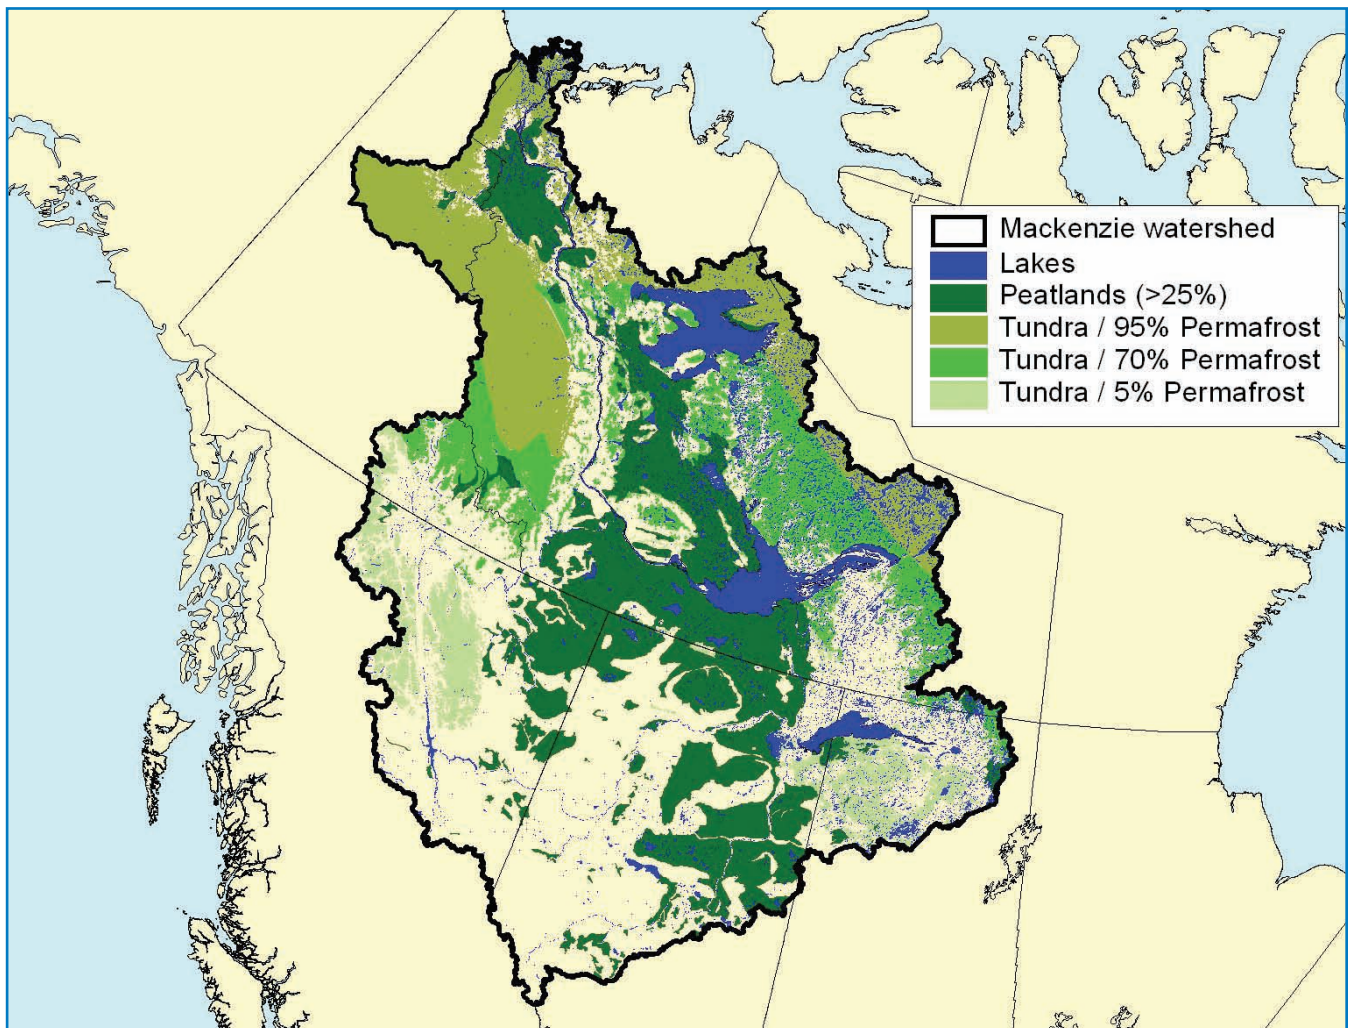 Mackenzie watershed
Lakes
Peatlands (>25%)
Tundra / 95% Permafrost
Tundra / 70% Permafrost
Tundra / 5% Permafrost